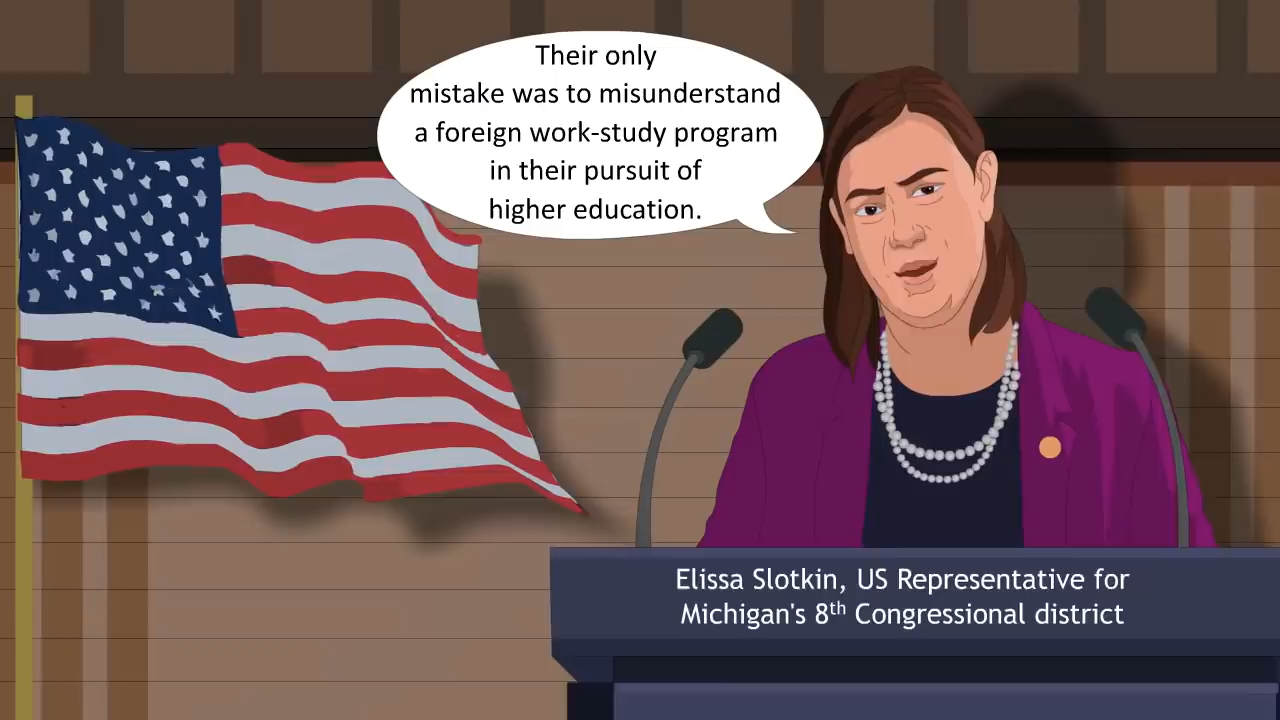 Their only
mistake was to misunderstand
a foreign work-study program
in their pursuit of
higher education.
Elissa Slotkin, US Representative for
Michigan's 8th Congressional district